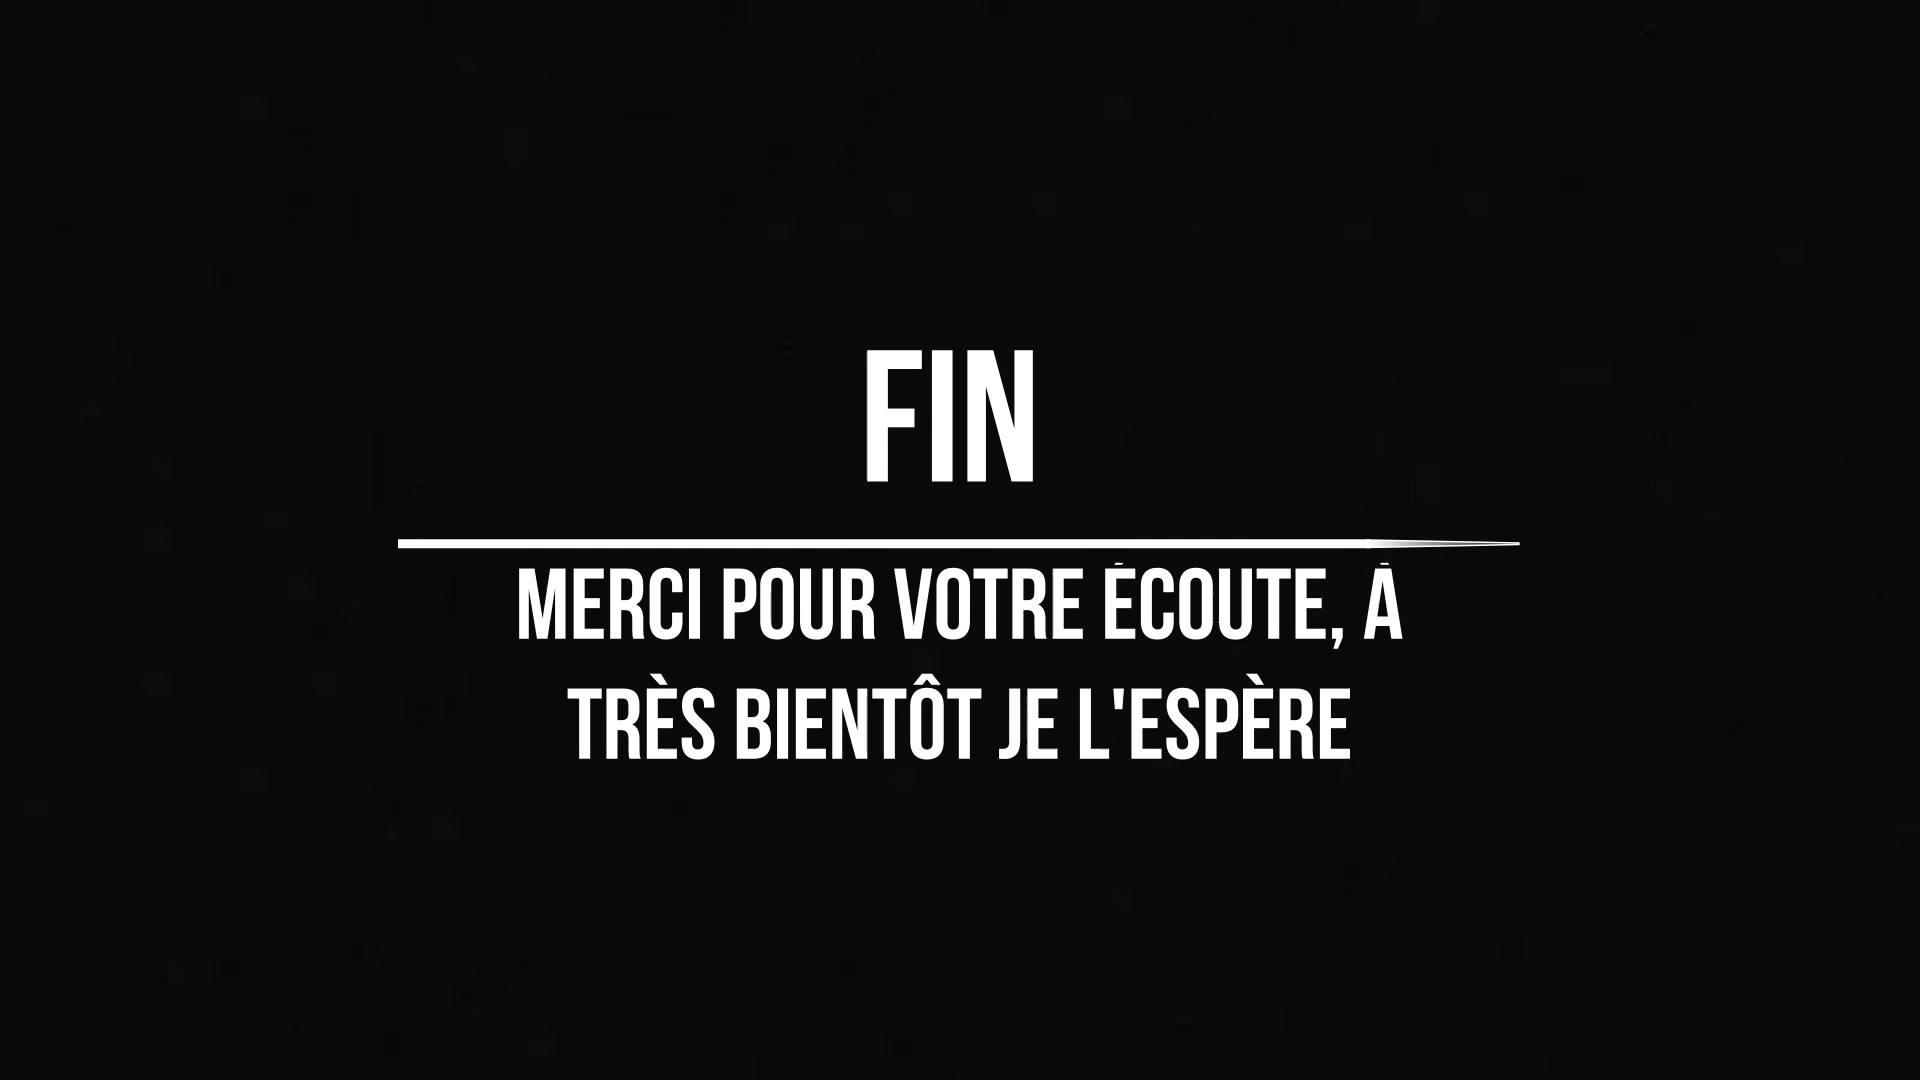 FIN
MERCI POUR VOTRE ÉCOUTE, À
TRÈS BIENTÔT JE L'ESPÈRE